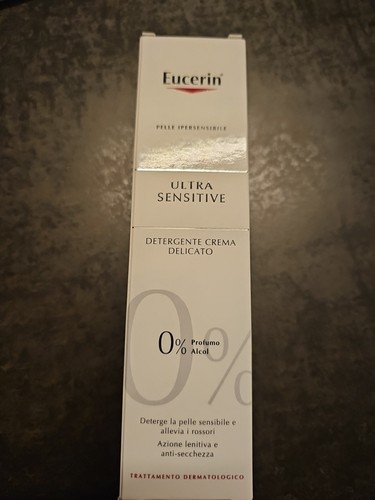 Eucerin®
PELLE IPERSENSIBILE
ULTRA
SENSITIVE
DETERGENTE CREMA
DELICATO
0%
0% Profumo
Alcol
Deterge la pelle sensibile e
allevia i rossori
Azione lenitiva e
anti-secchezza
TRATTAMENTO DERMATOLOGICO